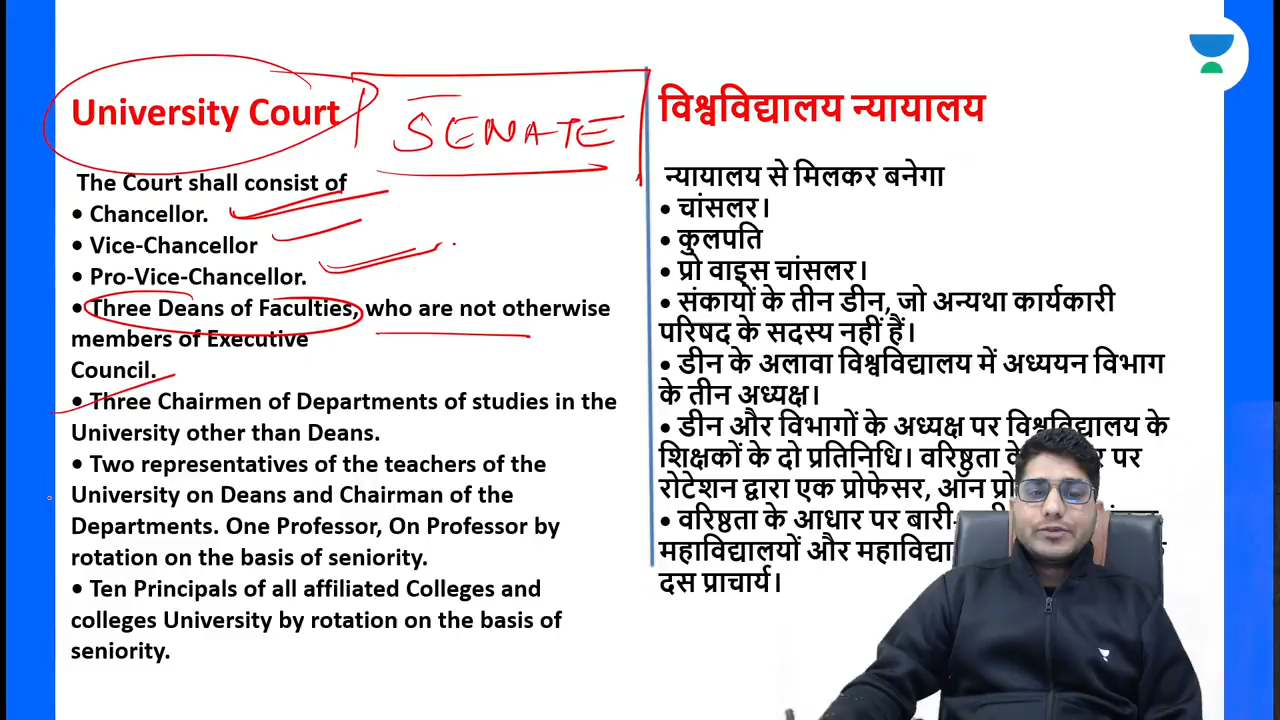 University Court
SENATE
The Court shall consist of
• Chancellor.
• Vice-Chancellor
• Pro-Vice-Chancellor.
• Three Deans of Faculties, who are not otherwise
members of Executive
Council.
• Three Chairmen of Departments of studies in the
University other than Deans.
• Two representatives of the teachers of the
University on Deans and Chairman of the
Departments. One Professor, On Professor by
rotation on the basis of seniority.
• Ten Principals of all affiliated Colleges and
colleges University by rotation on the basis of
seniority.
विश्वविद्यालय न्यायालय
न्यायालय से मिलकर बनेगा
• चांसलर।
• कुलपति
• प्रो वाइस चांसलर।
• संकायों के तीन डीन, जो अन्यथा कार्यकारी
परिषद के सदस्य नहीं हैं।
• डीन के अलावा विश्वविद्यालय में अध्ययन विभाग
के तीन अध्यक्ष।
• डीन और विभागों के अध्यक्ष पर विश्वविद्यालय के
शिक्षकों के दो प्रतिनिधि। वरिष्ठता पर
रोटेशन द्वारा एक प्रोफेसर, ऑन
• वरिष्ठता के आधार पर
महाविद्यालयों और
दस प्राचार्य।